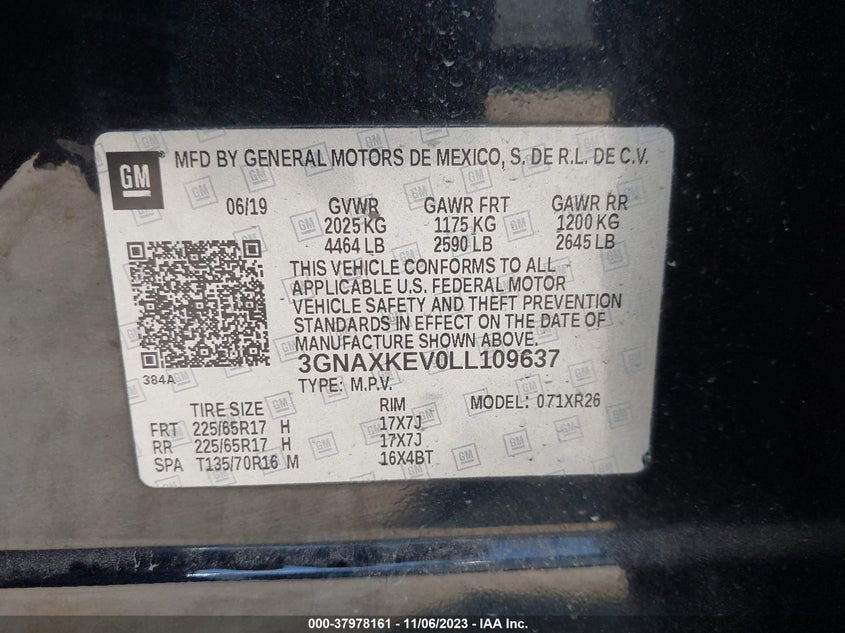 GM
MFD BY GENERAL MOTORS DE MEXICO, S. DE R.L. DE C.V.
06/19 GVWR GAWR FRT GAWR RR
2025 KG 1175 KG 1200 KG
4464 LB 2590 LB 2645 LB
THIS VEHICLE CONFORMS TO ALL
APPLICABLE U.S. FEDERAL MOTOR
VEHICLE SAFETY AND THEFT PREVENTION
STANDARDS IN EFFECT ON THE DATE OF
MANUFACTURE SHOWN ABOVE.
3GNAXKEV0LL109637
384A
TYPE: M.P.V.
TIRE SIZE RIM MODEL: 071XR26
FRT 225/65R17 H 17X7J
RR 225/65R17 H 17X7J
SPA T135/70R16 M 16X4BT
000-37978161 - 11/06/2023 - IAA Inc.